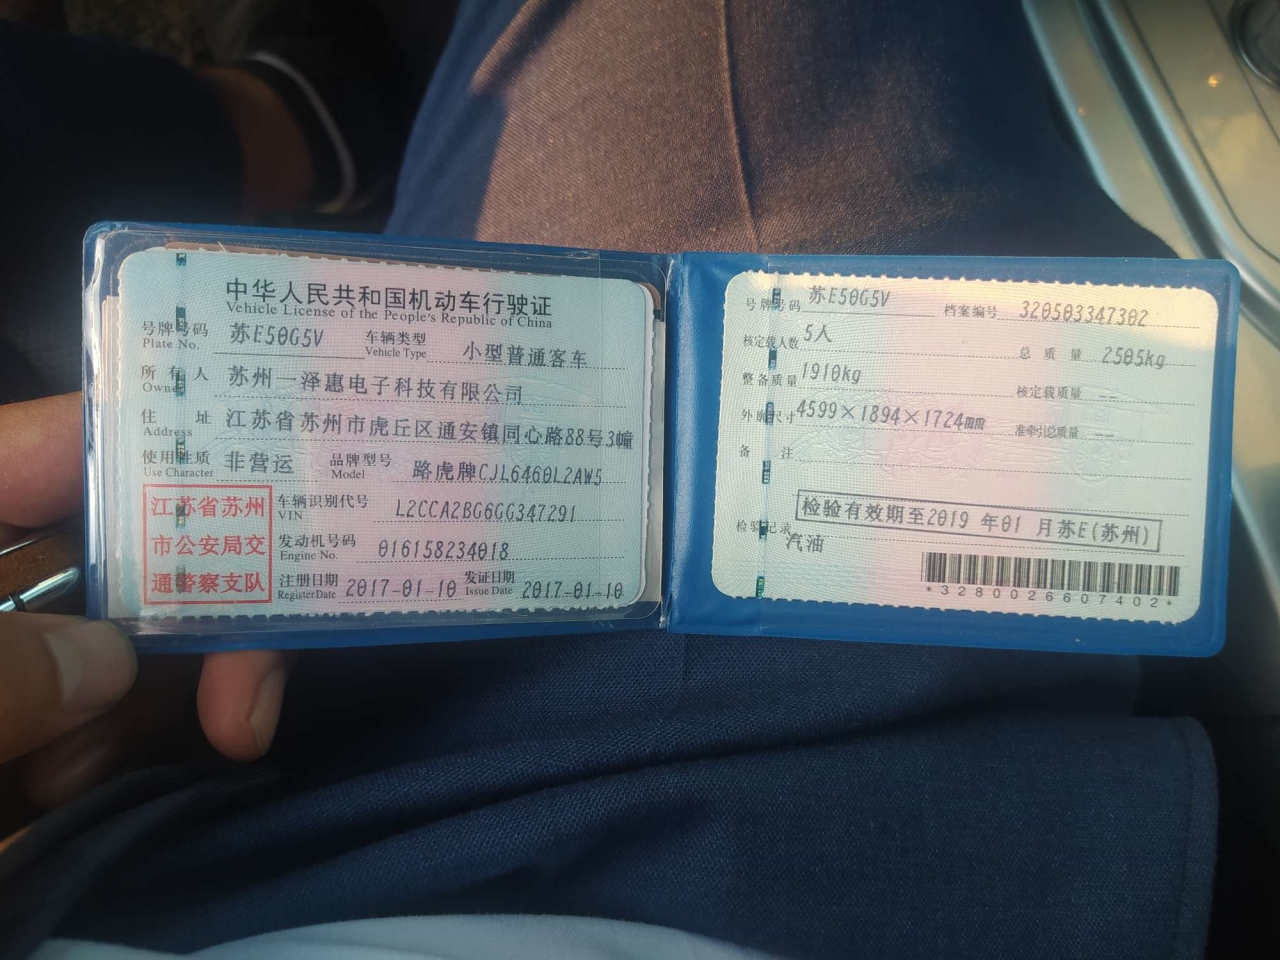 中华人民共和国机动车行驶证
Vehicle License of the People's Republic of China
号牌号码 苏E50G5V 车辆类型 小型普通客车
Plate No. Vehicle Type
所有人 苏州一泽惠电子科技有限公司
Owner
住址 江苏省苏州市虎丘区通安镇同心路88号3幢
Address
使用性质 非营运 品牌型号 路虎牌CJL6460L2AW5
Use Character Model
江苏省苏州
市公安局交
通警察支队
车辆识别代号 L2CCA2BG6GG347291
VIN
发动机号码 016158234018
Engine No.
注册日期 2017-01-10 发证日期 2017-01-10
Register Date Issue Date
号牌号码 苏E50G5V 档案编号 320503347302
核定载人数 5人 总质量 2505kg
整备质量 1910kg 核定载质量 --
外廓尺寸 4599×1894×1724mm 准牵引总质量 --
备注
检验记录 检验有效期至2019年01月苏E(苏州)
汽油
*3280026607402*